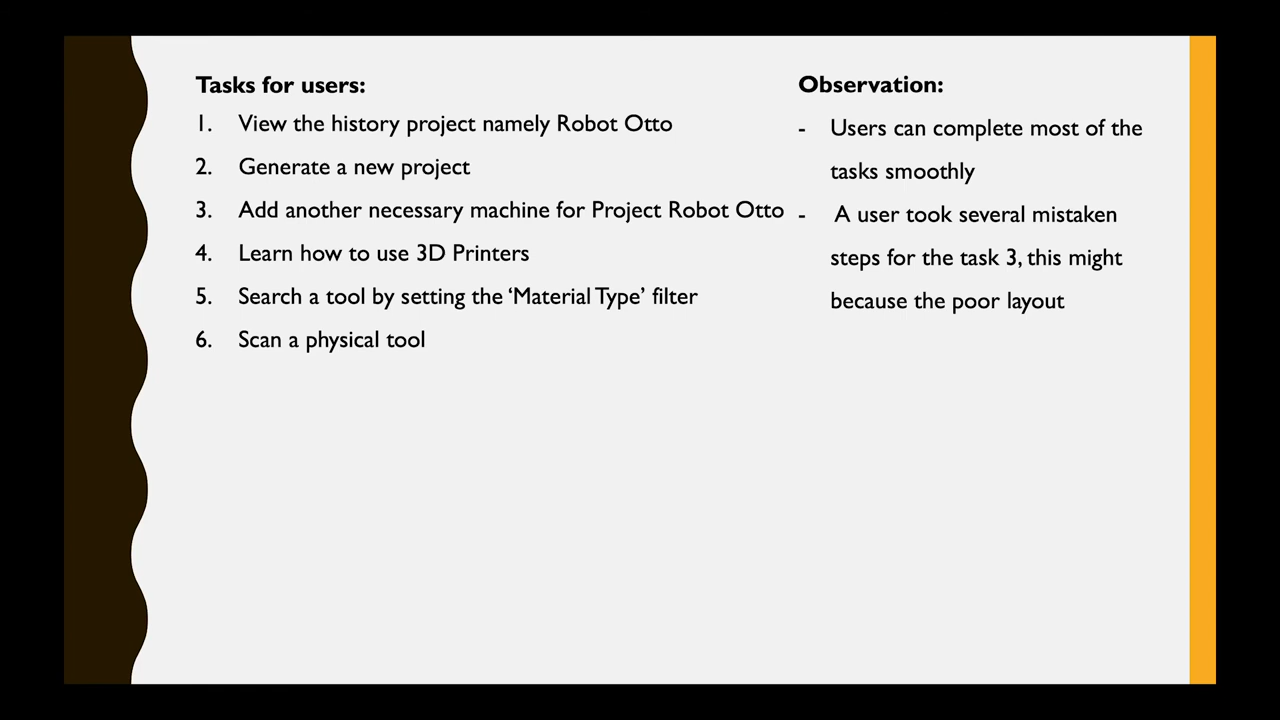 Tasks for users:
1. View the history project namely Robot Otto
2. Generate a new project
3. Add another necessary machine for Project Robot Otto
4. Learn how to use 3D Printers
5. Search a tool by setting the ‘Material Type’ filter
6. Scan a physical tool
Observation:
- Users can complete most of the
tasks smoothly
- A user took several mistaken
steps for the task 3, this might
because the poor layout